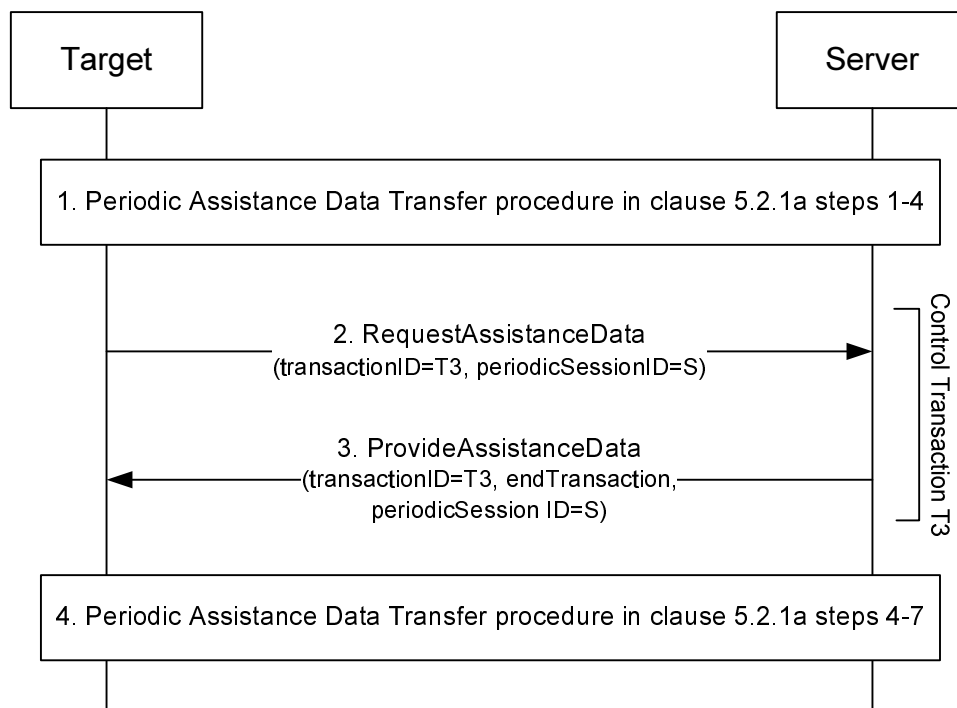 Target
Server
1. Periodic Assistance Data Transfer procedure in clause 5.2.1a steps 1-4
2. RequestAssistanceData
(transactionID=T3, periodicSessionID=S)
3. ProvideAssistanceData
(transactionID=T3, endTransaction,
periodicSession ID=S)
Control Transaction T3
4. Periodic Assistance Data Transfer procedure in clause 5.2.1a steps 4-7